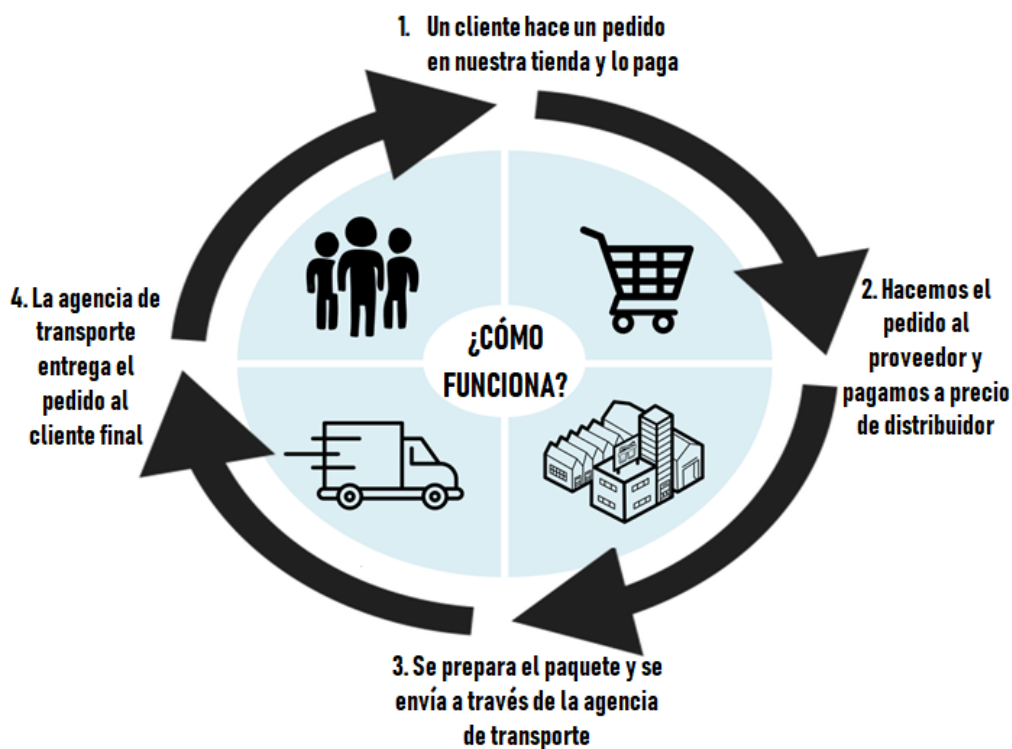 1. Un cliente hace un pedido
en nuestra tienda y lo paga
2. Hacemos el
pedido al
proveedor y
pagamos a precio
de distribuidor
3. Se prepara el paquete y se
envía a través de la agencia
de transporte
4. La agencia de
transporte
entrega el
pedido al
cliente final
¿CÓMO
FUNCIONA?